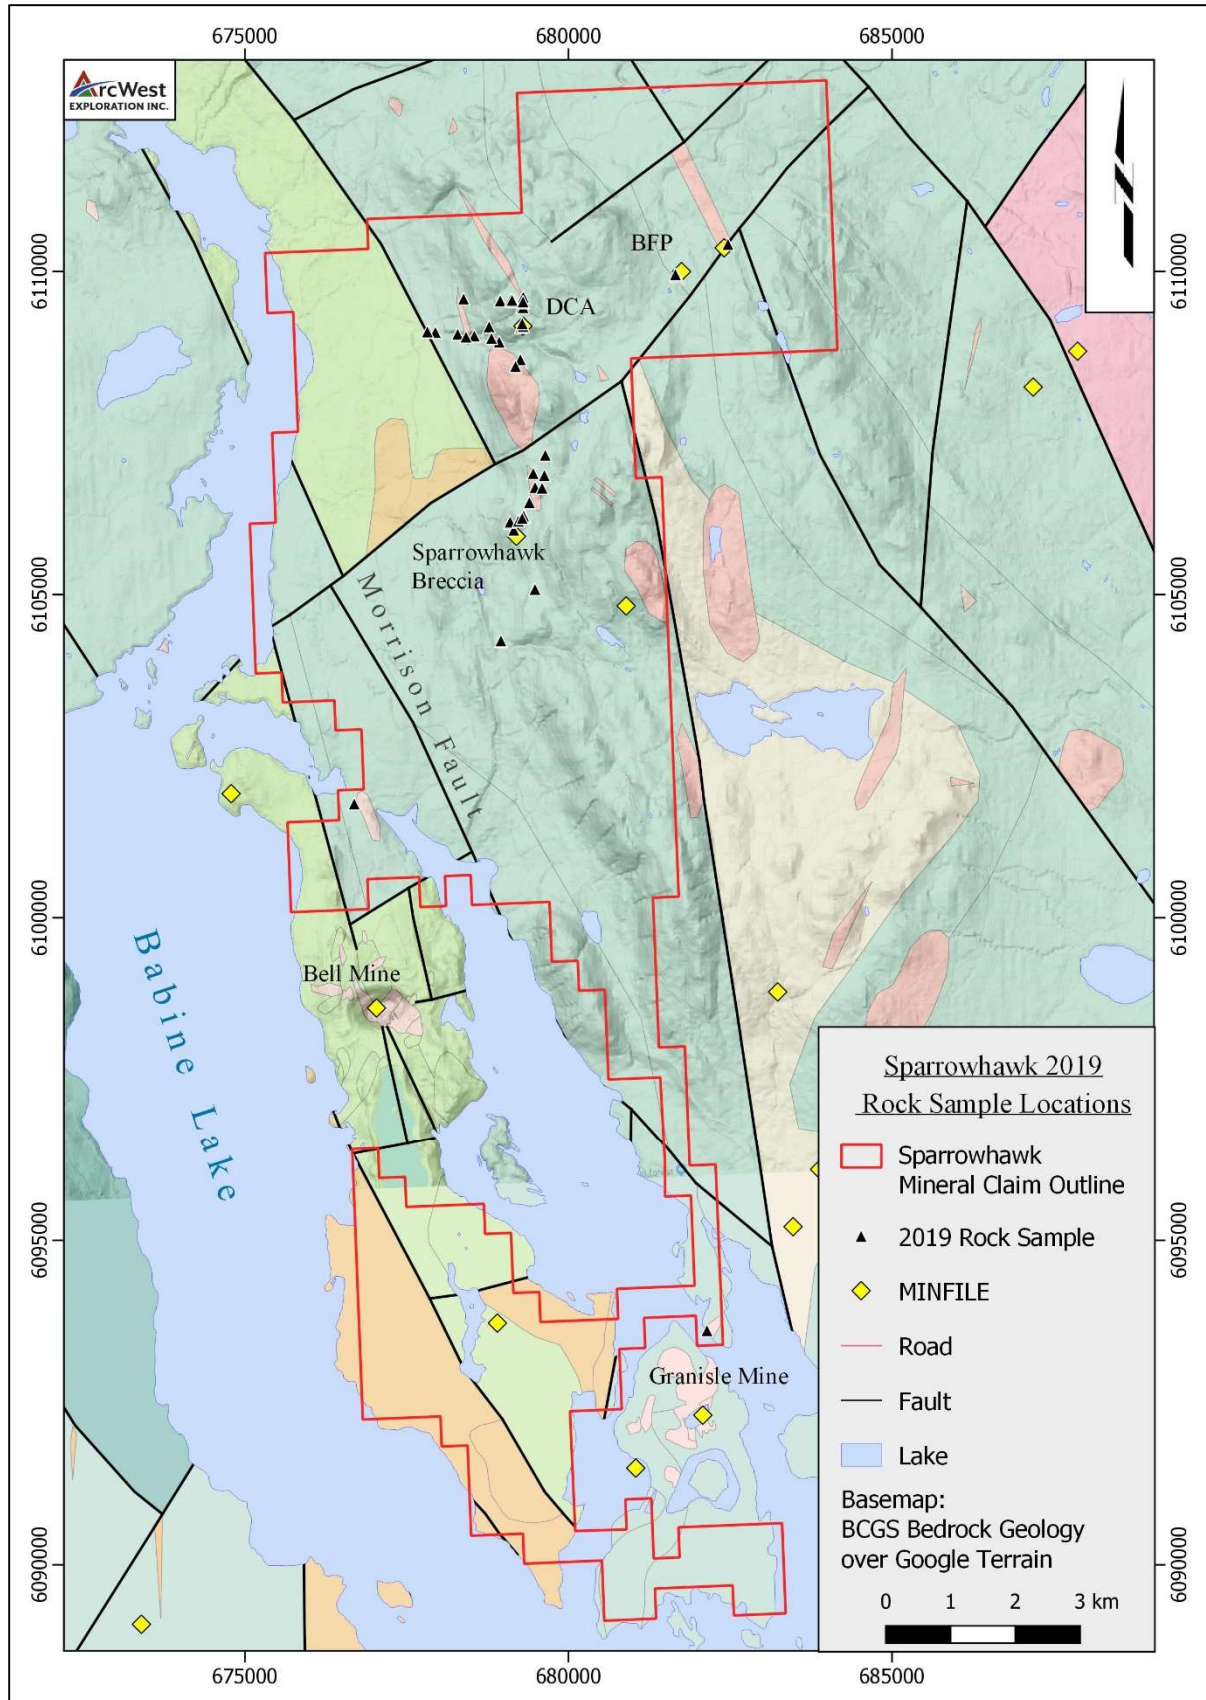 675000
680000
685000
ArcWest
EXPLORATION INC.
N
6110000
6110000
BFP
DCA
Sparrowhawk
Breccia
6105000
6105000
Morrison Fault
6100000
6100000
Bell Mine
Babine Lake
6095000
6095000
Granisle Mine
6090000
6090000
Sparrowhawk 2019
Rock Sample Locations
Sparrowhawk
Mineral Claim Outline
2019 Rock Sample
MINFILE
Road
Fault
Lake
Basemap:
BCGS Bedrock Geology
over Google Terrain
0 1 2 3 km
675000
680000
685000